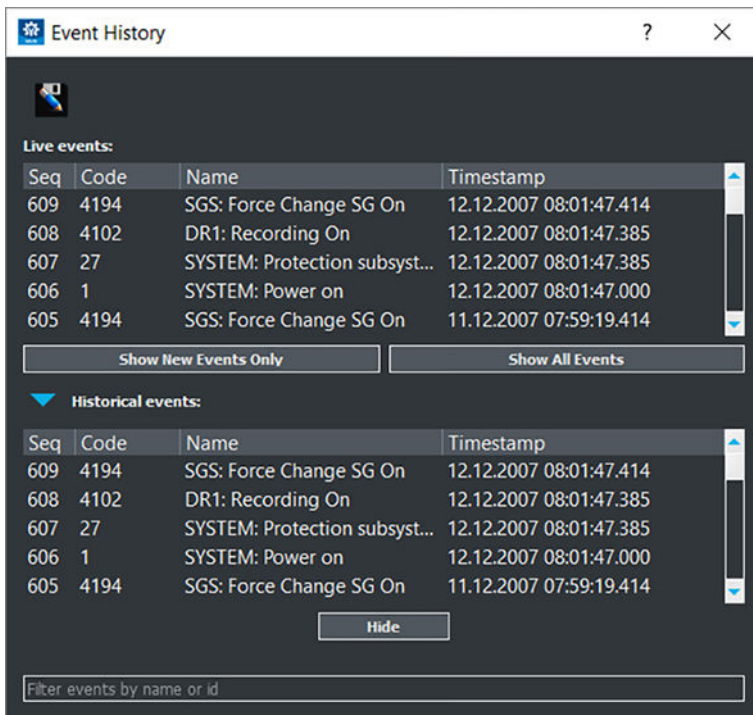 Event History
Live events:
Seq Code Name Timestamp
609 4194 SGS: Force Change SG On 12.12.2007 08:01:47.414
608 4102 DR1: Recording On 12.12.2007 08:01:47.385
607 27 SYSTEM: Protection subsyst... 12.12.2007 08:01:47.385
606 1 SYSTEM: Power on 12.12.2007 08:01:47.000
605 4194 SGS: Force Change SG On 11.12.2007 07:59:19.414
Show New Events Only Show All Events
Historical events:
Seq Code Name Timestamp
609 4194 SGS: Force Change SG On 12.12.2007 08:01:47.414
608 4102 DR1: Recording On 12.12.2007 08:01:47.385
607 27 SYSTEM: Protection subsyst... 12.12.2007 08:01:47.385
606 1 SYSTEM: Power on 12.12.2007 08:01:47.000
605 4194 SGS: Force Change SG On 11.12.2007 07:59:19.414
Hide
Filter events by name or id